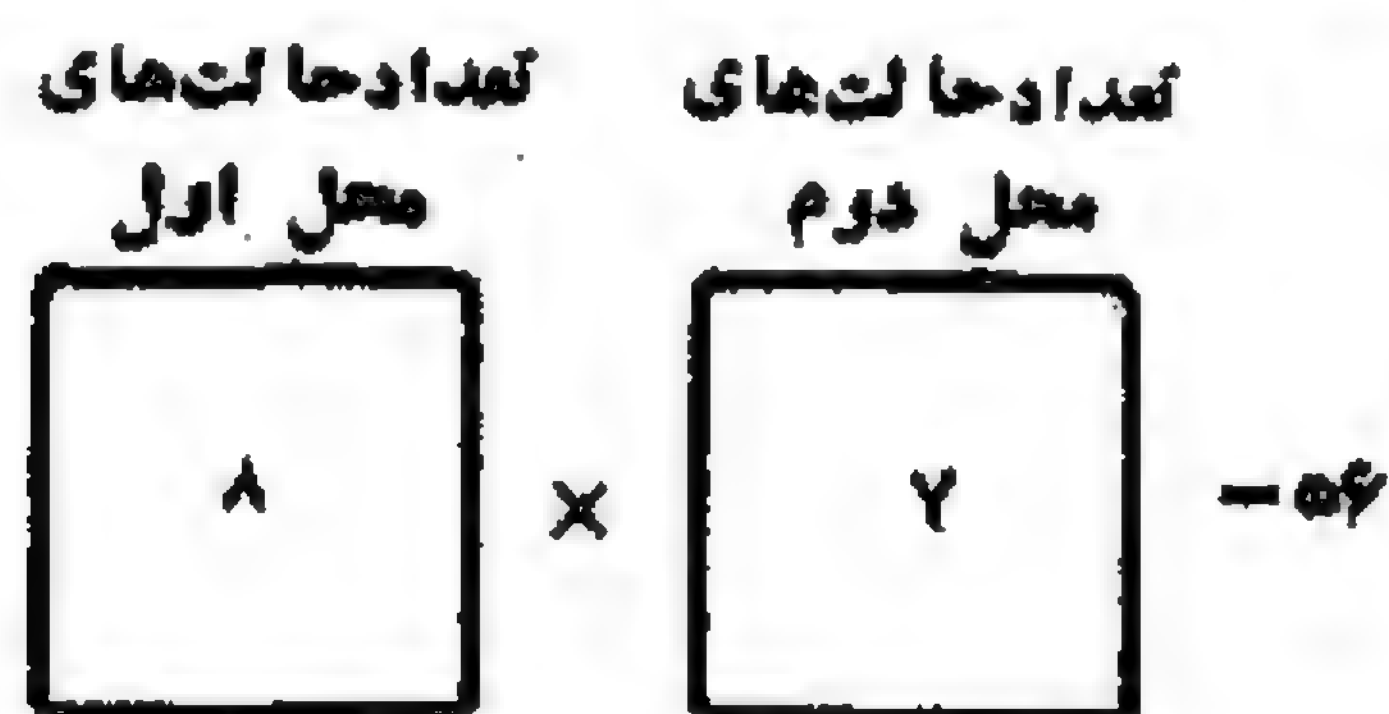 تعداد حالت‌های
محل اول
تعداد حالت‌های
محل دوم
۸ × ۷ = ۵۶